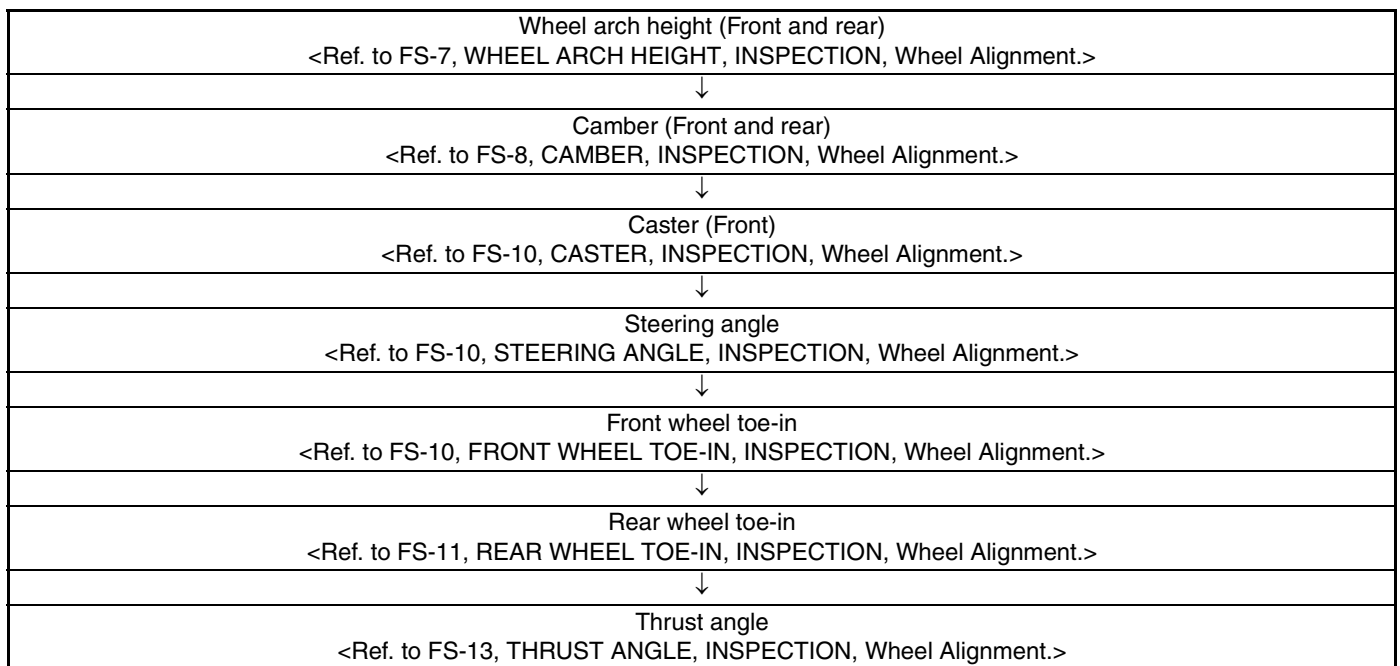 Wheel arch height (Front and rear)
<Ref. to FS-7, WHEEL ARCH HEIGHT, INSPECTION, Wheel Alignment.>
↓
Camber (Front and rear)
<Ref. to FS-8, CAMBER, INSPECTION, Wheel Alignment.>
↓
Caster (Front)
<Ref. to FS-10, CASTER, INSPECTION, Wheel Alignment.>
↓
Steering angle
<Ref. to FS-10, STEERING ANGLE, INSPECTION, Wheel Alignment.>
↓
Front wheel toe-in
<Ref. to FS-10, FRONT WHEEL TOE-IN, INSPECTION, Wheel Alignment.>
↓
Rear wheel toe-in
<Ref. to FS-11, REAR WHEEL TOE-IN, INSPECTION, Wheel Alignment.>
↓
Thrust angle
<Ref. to FS-13, THRUST ANGLE, INSPECTION, Wheel Alignment.>